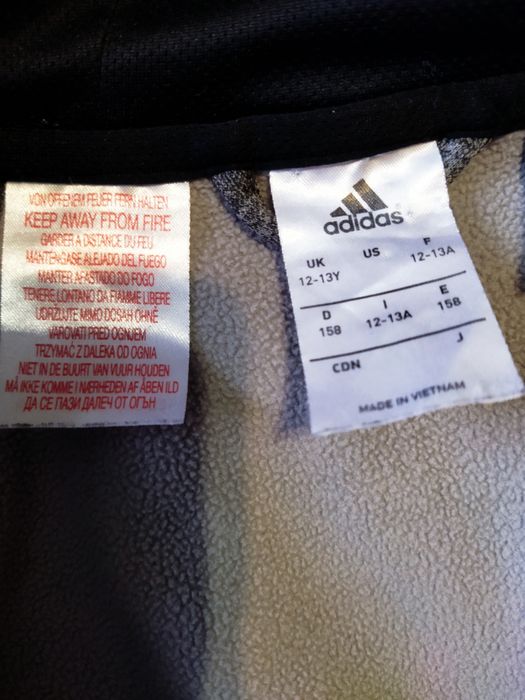 VON OFFENEM FEUER FERN HALTEN
KEEP AWAY FROM FIRE
GARDER A DISTANCE DU FEU
MANTENGASE ALEJADO DEL FUEGO
MANTER AFASTADO DO FOGO
TENERE LONTANO DA FIAMME LIBERE
UDRZUTE MIMO DOSAH OHNĚ
VAROVATI PRED OGNJEM
TRZYMAĆ Z DALEKA OD OGNIA
NIET IN DE BUURT VAN VUUR HOUDEN
MÅ IKKE KOMME I NÆRHEDEN AF ÅBEN ILD
ДА СЕ ПАЗИ ДАЛЕЧ ОТ ОГЪН
adidas
UK US F
12-13Y 12-13A
D I E
158 12-13A 158
CDN J
MADE IN VIETNAM